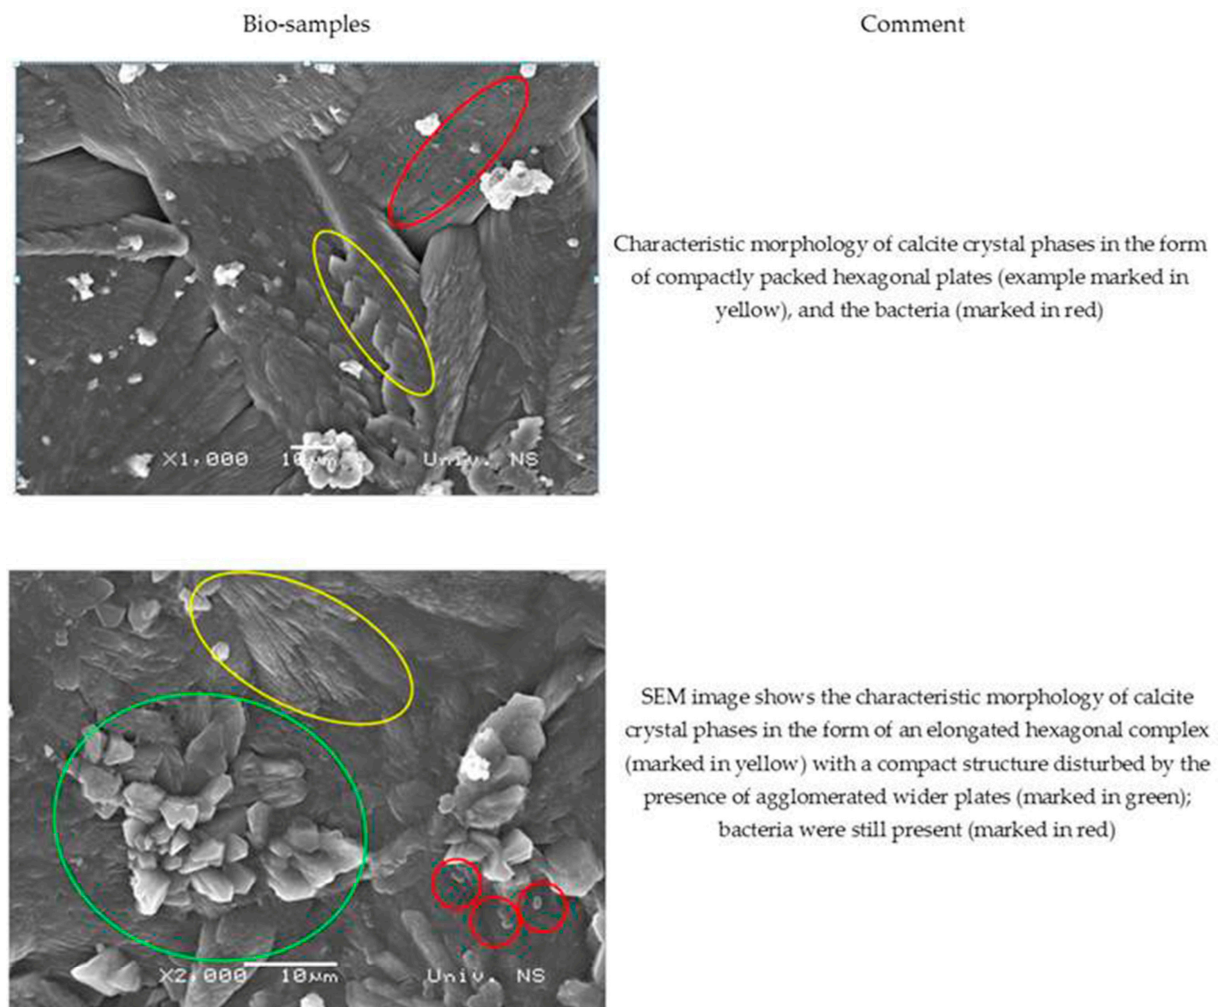 Bio-samples
Comment
X1,000 10µm Univ. NS
Characteristic morphology of calcite crystal phases in the form
of compactly packed hexagonal plates (example marked in
yellow), and the bacteria (marked in red)
SEM image shows the characteristic morphology of calcite
crystal phases in the form of an elongated hexagonal complex
(marked in yellow) with a compact structure disturbed by the
presence of agglomerated wider plates (marked in green);
bacteria were still present (marked in red)
X2,000 10µm Univ. NS